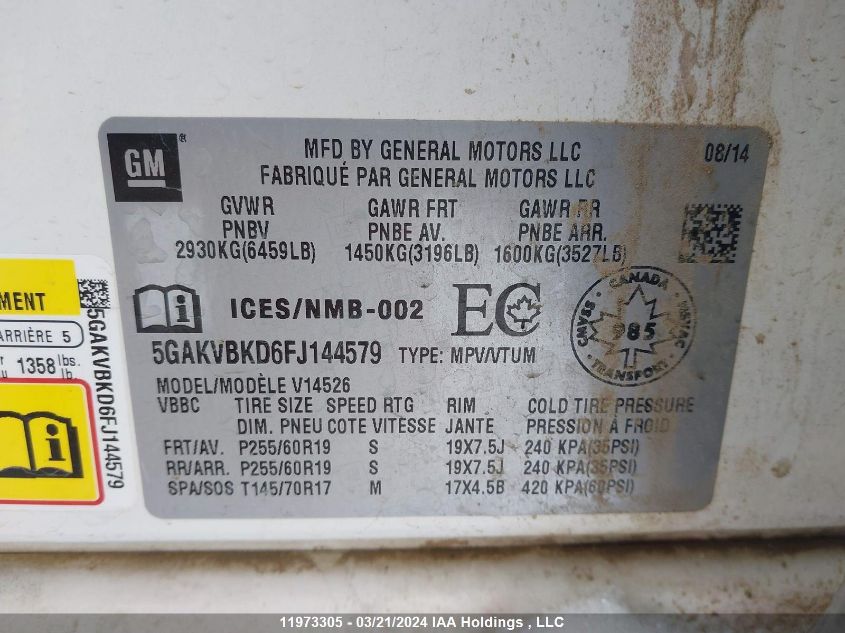 GM ®
MFD BY GENERAL MOTORS LLC 08/14
FABRIQUÉ PAR GENERAL MOTORS LLC
GVWR GAWR FRT GAWR RR
PNBV PNBE AV. PNBE ARR.
2930KG(6459LB) 1450KG(3196LB) 1600KG(3527LB)
ICES/NMB-002 EC
CANADA
985
TRANSPORT
5GAKVBKD6FJ144579 TYPE: MPV/VTUM
MODEL/MODÈLE V14526
VBBC TIRE SIZE SPEED RTG RIM COLD TIRE PRESSURE
DIM. PNEU COTE VITESSE JANTE PRESSION À FROID
FRT/AV. P255/60R19 S 19X7.5J 240 KPA(35PSI)
RR/ARR. P255/60R19 S 19X7.5J 240 KPA(35PSI)
SPA/SOS T145/70R17 M 17X4.5B 420 KPA(60PSI)
MENT
ARRIÈRE 5
1358 lbs.
lb.
5GAKVBKD6FJ144579
11973305 - 03/21/2024 IAA Holdings , LLC